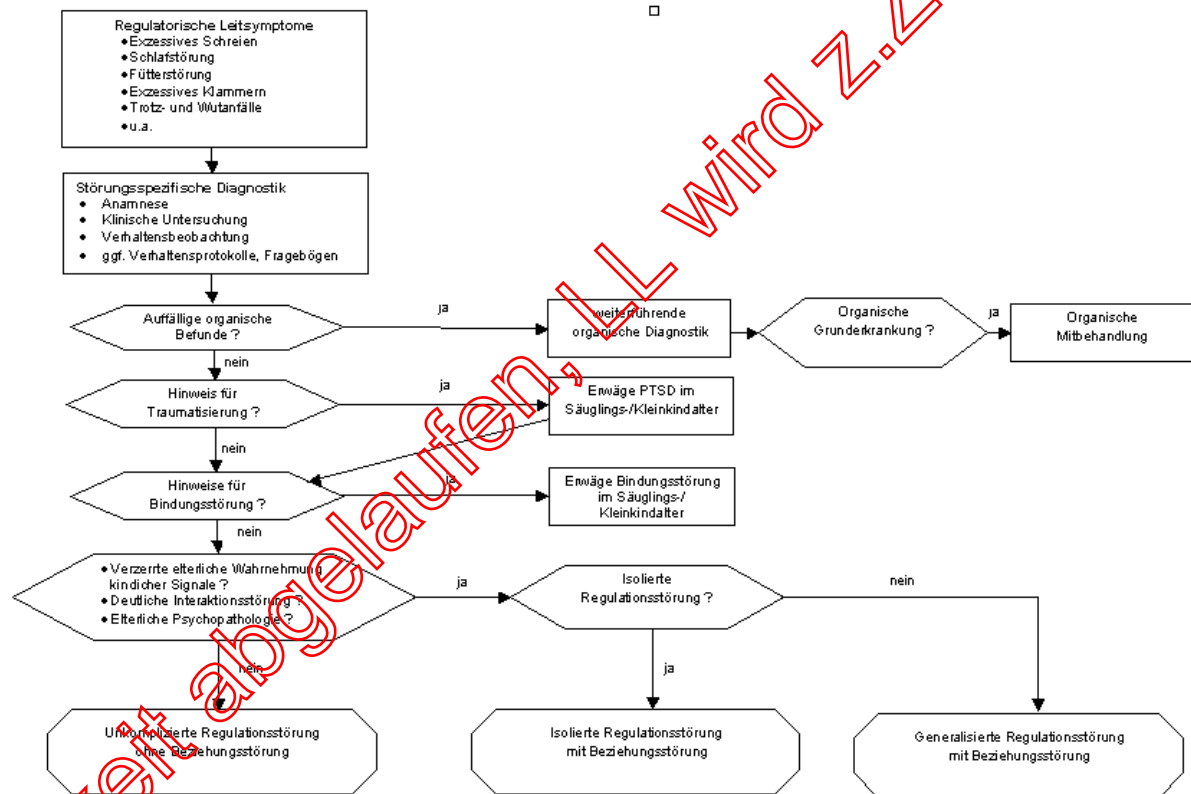 Regulatorische Leitsymptome
•Exzessives Schreien
•Schlafstörung
•Fütterstörung
•Exzessives Klammern
•Trotz- und Wutanfälle
•u.a.
Störungsspezifische Diagnostik
• Anamnese
• Klinische Untersuchung
• Verhaltensbeobachtung
• ggf. Verhaltensprotokolle, Fragebögen
Auffällige organische
Befunde ?
ja
weiterführende
organische Diagnostik
Organische
Grunderkrankung ?
ja
Organische
Mitbehandlung
nein
Hinweis für
Traumatisierung ?
ja
Erwäge PTSD im
Säuglings-/Kleinkindalter
nein
Hinweise für
Bindungsstörung ?
ja
Erwäge Bindungsstörung
im Säuglings-/
Kleinkindalter
nein
•Verzerrte elterliche Wahrnehmung
kindicher Signale ?
•Deutliche Interaktionsstörung ?
•Elterliche Psychopathologie ?
ja
Isolierte
Regulationsstörung ?
nein
nein
ja
Unkomplizierte Regulationsstörung
ohne Beziehungsstörung
Isolierte Regulationsstörung
mit Beziehungsstörung
Generalisierte Regulationsstörung
mit Beziehungsstörung
keit abgelaufen, LL wird z.Z